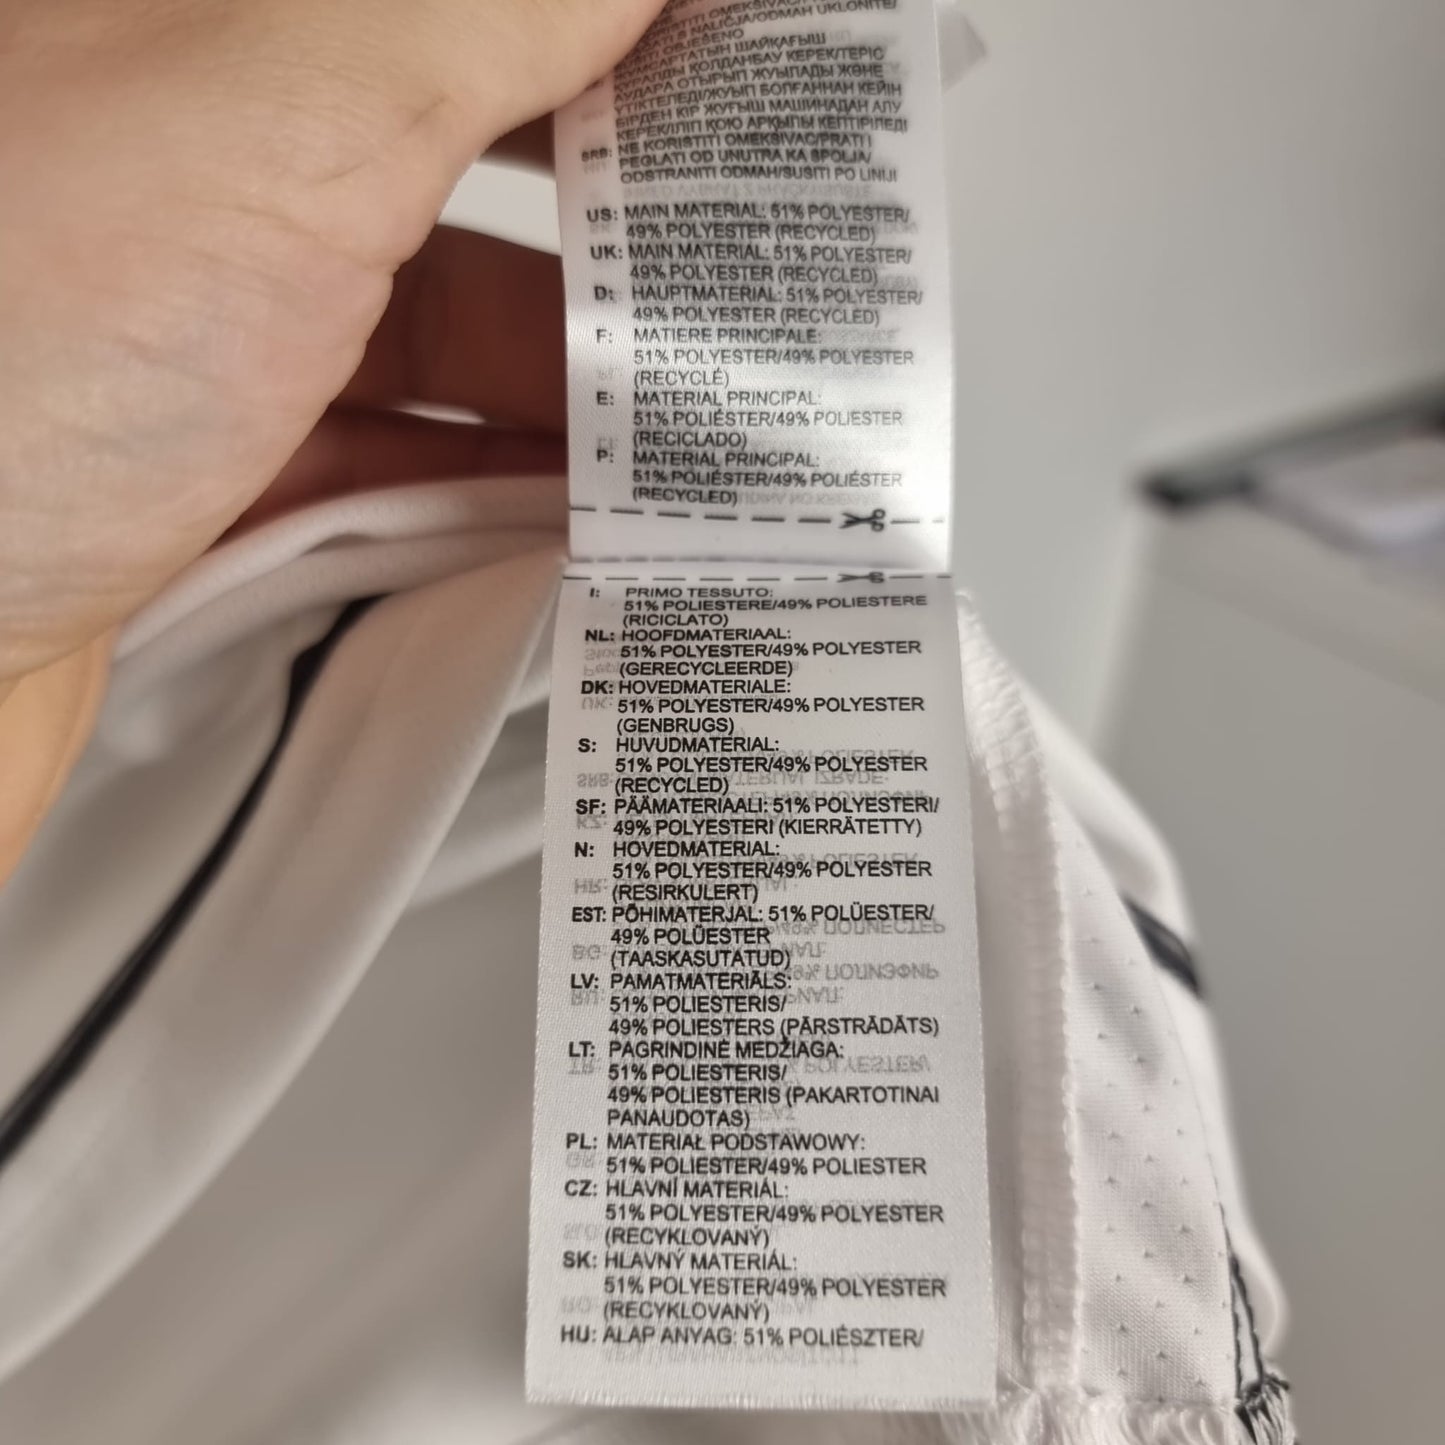 NE KORISTITI OMEKSIVAC/PRATI I
SRB: PEGLATI OD UNUTRA KA SPOLJA/
ODSTRANITI ODMAH/SUSITI PO LINIJI
US: MAIN MATERIAL: 51% POLYESTER/
49% POLYESTER (RECYCLED)
UK: MAIN MATERIAL: 51% POLYESTER/
49% POLYESTER (RECYCLED)
D: HAUPTMATERIAL: 51% POLYESTER/
49% POLYESTER (RECYCLED)
F: MATIERE PRINCIPALE:
51% POLYESTER/49% POLYESTER
(RECYCLÉ)
E: MATERIAL PRINCIPAL:
51% POLIÉSTER/49% POLIÉSTER
(RECICLADO)
P: MATERIAL PRINCIPAL:
51% POLIÉSTER/49% POLIÉSTER
(RECYCLED)
I: PRIMO TESSUTO:
51% POLIESTERE/49% POLIESTERE
(RICICLATO)
NL: HOOFDMATERIAAL:
51% POLYESTER/49% POLYESTER
(GERECYCLEERDE)
DK: HOVEDMATERIALE:
51% POLYESTER/49% POLYESTER
(GENBRUGS)
S: HUVUDMATERIAL:
51% POLYESTER/49% POLYESTER
(RECYCLED)
SF: PÄÄMATERIAALI: 51% POLYESTERI/
49% POLYESTERI (KIERRÄTETTY)
N: HOVEDMATERIAL:
51% POLYESTER/49% POLYESTER
(RESIRKULERT)
EST: PÕHIMATERJAL: 51% POLÜESTER/
49% POLÜESTER
(TAASKASUTATUD)
LV: PAMATMATERIĀLS:
51% POLIESTERIS/
49% POLIESTERS (PĀRSTRĀDĀTS)
LT: PAGRINDINĖ MEDŽIAGA:
51% POLIESTERIS/
49% POLIESTERIS (PAKARTOTINAI
PANAUDOTAS)
PL: MATERIAŁ PODSTAWOWY:
51% POLIESTER/49% POLIESTER
CZ: HLAVNÍ MATERIÁL:
51% POLYESTER/49% POLYESTER
(RECYKLOVANÝ)
SK: HLAVNÝ MATERIÁL:
51% POLYESTER/49% POLYESTER
(RECYKLOVANÝ)
HU: ALAP ANYAG: 51% POLIÉSZTER/